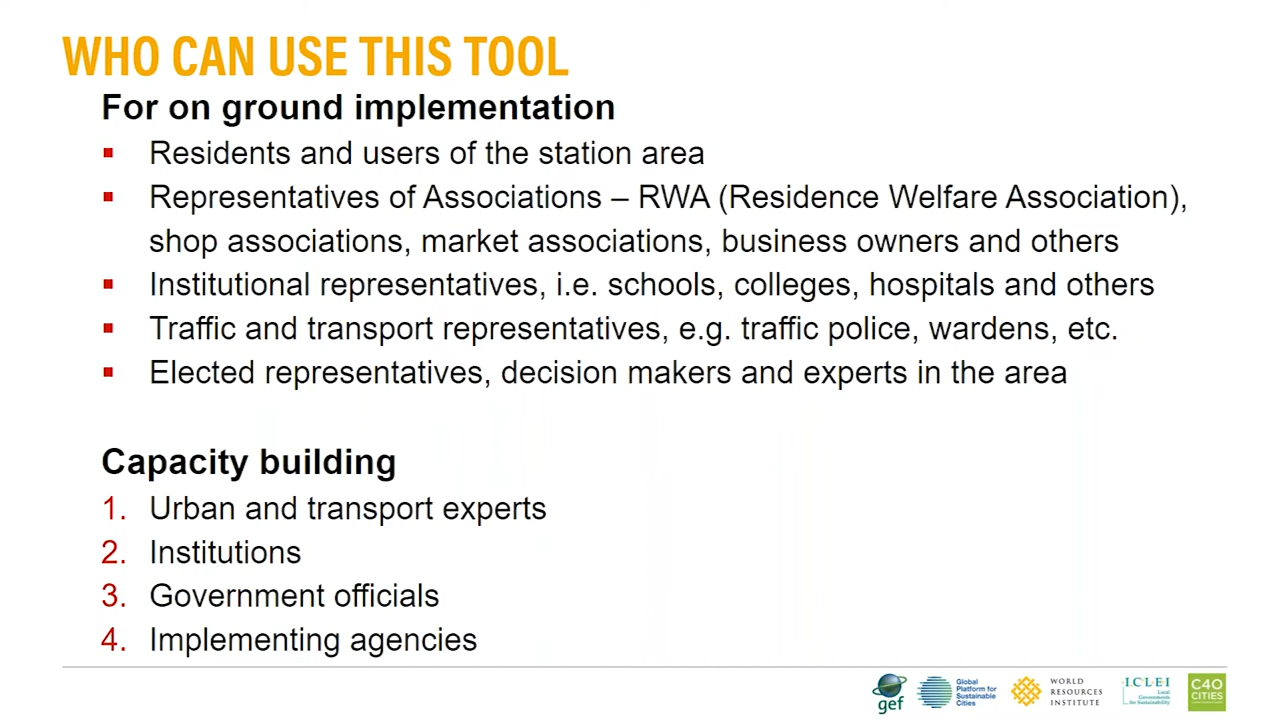 WHO CAN USE THIS TOOL
For on ground implementation
▪ Residents and users of the station area
▪ Representatives of Associations – RWA (Residence Welfare Association),
shop associations, market associations, business owners and others
▪ Institutional representatives, i.e. schools, colleges, hospitals and others
▪ Traffic and transport representatives, e.g. traffic police, wardens, etc.
▪ Elected representatives, decision makers and experts in the area
Capacity building
1. Urban and transport experts
2. Institutions
3. Government officials
4. Implementing agencies
gef
Global
Platform for
Sustainable
Cities
WORLD
RESOURCES
INSTITUTE
I.C.L.E.I
Local
Governments
for Sustainability
C40
CITIES